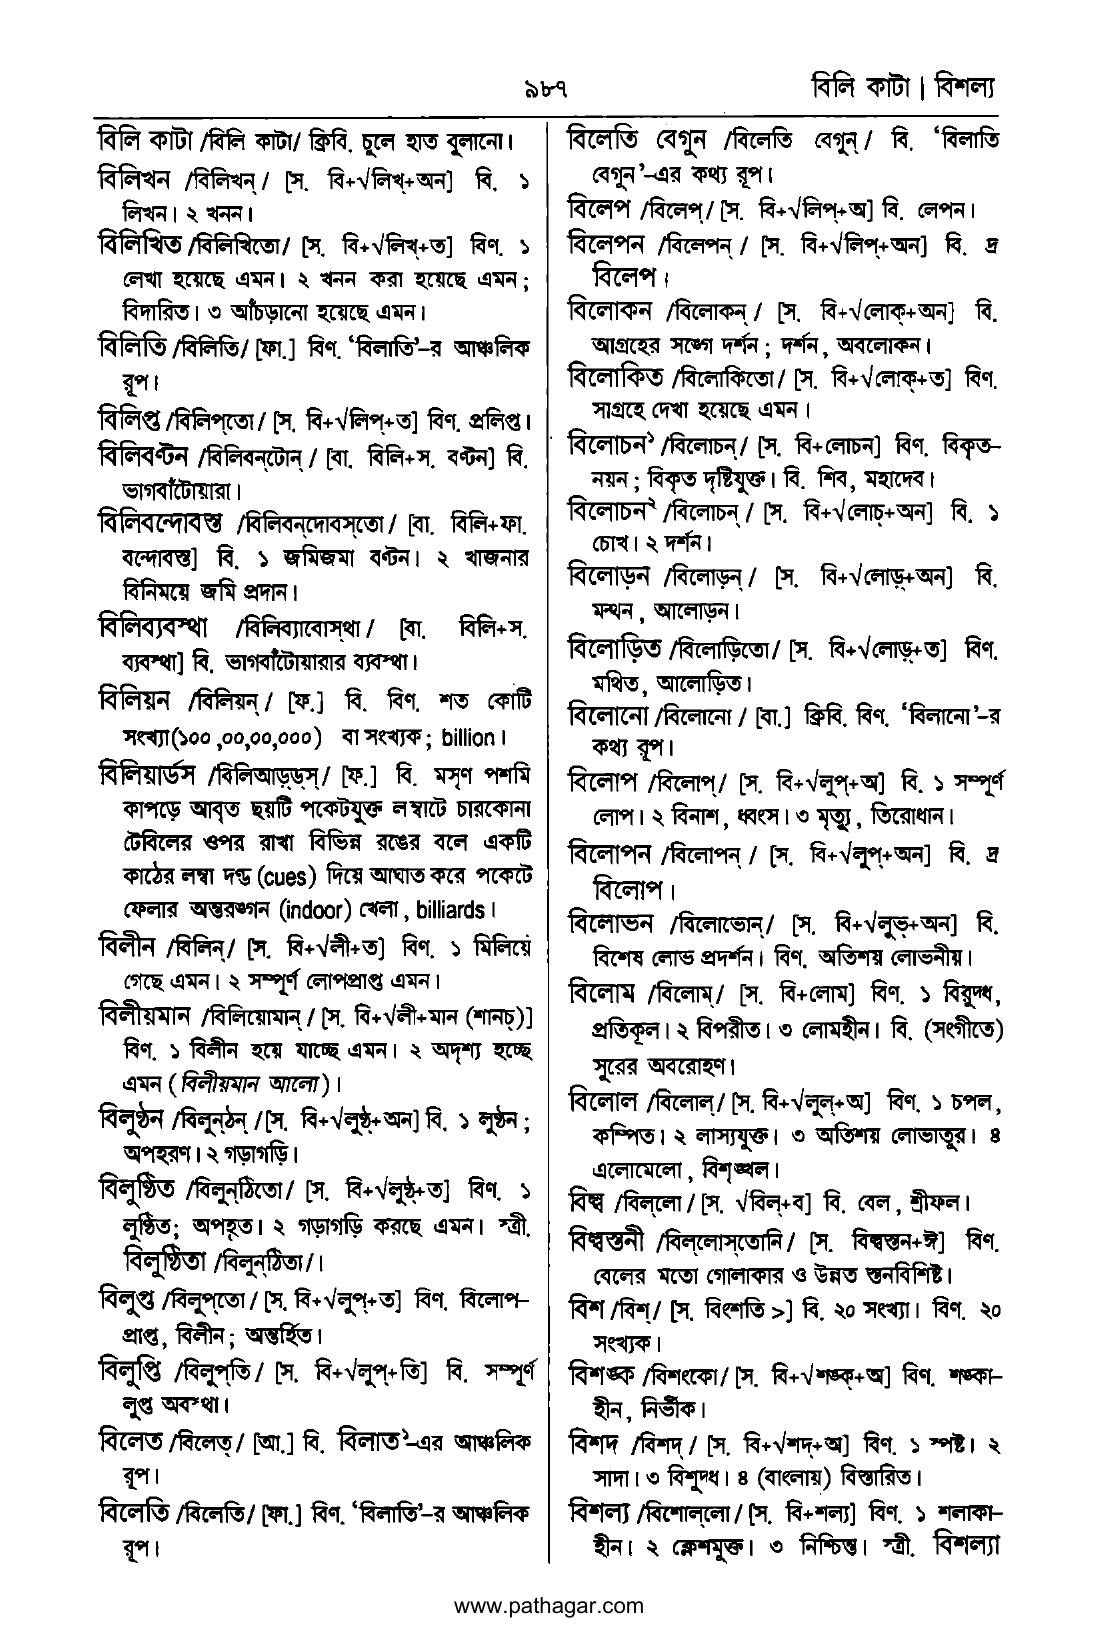 ৯৮৭
বিলি কাটা | বিশল্য
বিলি কাটা /বিলি কাটা/ ক্রিবি. চুলে হাত বুলানো।
বিলিখন /বিলিখন্/ [স. বি+√লিখ্+অন] বি. ১
লিখন। ২ খনন।
বিলিখিত /বিলিখিতো/ [স. বি+√লিখ+ত] বিণ. ১
লেখা হয়েছে এমন। ২ খনন করা হয়েছে এমন;
বিদারিত। ৩ আঁচড়ানো হয়েছে এমন।
বিলিতি /বিলিতি/ [ফা.] বিণ. ‘বিলাতি’–র আঞ্চলিক
রূপ।
বিলিপ্ত /বিলিপ্‌তো/ [স. বি+√লিপ্+ত] বিণ. প্রলিপ্ত।
বিলিবণ্টন /বিলিবন্‌টোন্/ [বা. বিলি+স. বণ্টন] বি.
ভাগবাঁটোয়ারা।
বিলিবন্দোবস্ত /বিলিবন্‌দোবস্‌তো/ [বা. বিলি+ফা.
বন্দোবস্ত] বি. ১ জমিজমা বণ্টন। ২ খাজনার
বিনিময়ে জমি প্রদান।
বিলিব্যবস্থা /বিলিব্যাবোস্‌থা/ [বা. বিলি+স.
ব্যবস্থা] বি. ভাগবাঁটোয়ারার ব্যবস্থা।
বিলিয়ন /বিলিয়ন্/ [ফ.] বি. বিণ. শত কোটি
সংখ্যা(১০০,০০,০০,০০০) বা সংখ্যক; billion।
বিলিয়ার্ডস /বিলিআর্‌ড্‌স্/ [ফ.] বি. মসৃণ পশমি
কাপড়ে আবৃত ছয়টি পকেটযুক্ত লম্বাটে চারকোনা
টেবিলের ওপর রাখা বিভিন্ন রঙের বলে একটি
কাঠের লম্বা দণ্ড (cues) দিয়ে আঘাত করে পকেটে
ফেলার অন্তরঙ্গন (indoor) খেলা, billiards।
বিলীন /বিলিন্/ [স. বি+√লী+ত] বিণ. ১ মিলিয়ে
গেছে এমন। ২ সম্পূর্ণ লোপপ্রাপ্ত এমন।
বিলীয়মান /বিলিয়োমান্/ [স. বি+√লী+মান (শানচ্)]
বিণ. ১ বিলীন হয়ে যাচ্ছে এমন। ২ অদৃশ্য হচ্ছে
এমন (বিলীয়মান আলো)।
বিলুণ্ঠন /বিলুন্‌ঠন্/ [স. বি+√লুণ্ঠ্+অন] বি. ১ লুণ্ঠন;
অপহরণ। ২ গড়াগড়ি।
বিলুণ্ঠিত /বিলুন্‌ঠিতো/ [স. বি+√লুণ্ঠ্+ত] বিণ. ১
লুণ্ঠিত; অপহৃত। ২ গড়াগড়ি করছে এমন। স্ত্রী.
বিলুণ্ঠিতা /বিলুন্‌ঠিতা/।
বিলুপ্ত /বিলুপ্‌তো/ [স. বি+√লুপ্+ত] বিণ. বিলোপ–
প্রাপ্ত, বিলীন; অন্তর্হিত।
বিলুপ্তি /বিলুপ্‌তি/ [স. বি+√লুপ্+তি] বি. সম্পূর্ণ
লুপ্ত অবস্থা।
বিলেত /বিলেত্/ [আ.] বি. বিলাত১–এর আঞ্চলিক
রূপ।
বিলেতি /বিলেতি/ [ফা.] বিণ. ‘বিলাতি’–র আঞ্চলিক
রূপ।
বিলেতি বেগুন /বিলেতি বেগুন্/ বি. ‘বিলাতি
বেগুন’–এর কথ্য রূপ।
বিলেপ /বিলেপ্/ [স. বি+√লিপ্+অ] বি. লেপন।
বিলেপন /বিলেপন্/ [স. বি+√লিপ্+অন] বি. দ্র
বিলেপ।
বিলোকন /বিলোকন্/ [স. বি+√লোক্+অন] বি.
আগ্রহের সঙ্গে দর্শন; দর্শন, অবলোকন।
বিলোকিত /বিলোকিতো/ [স. বি+√লোক্+ত] বিণ.
সাগ্রহে দেখা হয়েছে এমন।
বিলোচন১ /বিলোচন্/ [স. বি+লোচন] বিণ. বিকৃত–
নয়ন; বিকৃত দৃষ্টিযুক্ত। বি. শিব, মহাদেব।
বিলোচন২ /বিলোচন্/ [স. বি+√লোচ্+অন] বি. ১
চোখ। ২ দর্শন।
বিলোড়ন /বিলোড়ন্/ [স. বি+√লোড়্+অন] বি.
মন্থন, আলোড়ন।
বিলোড়িত /বিলোড়িতো/ [স. বি+√লোড়্+ত] বিণ.
মথিত, আলোড়িত।
বিলোনো /বিলোনো/ [বা.] ক্রিবি. বিণ. ‘বিলানো’–র
কথ্য রূপ।
বিলোপ /বিলোপ্/ [স. বি+√লুপ্+অ] বি. ১ সম্পূর্ণ
লোপ। ২ বিনাশ, ধ্বংস। ৩ মৃত্যু, তিরোধান।
বিলোপন /বিলোপন্/ [স. বি+√লুপ্+অন] বি. দ্র
বিলোপ।
বিলোভন /বিলোভোন্/ [স. বি+√লুভ্+অন] বি.
বিশেষ লোভ প্রদর্শন। বিণ. অতিশয় লোভনীয়।
বিলোম /বিলোম্/ [স. বি+লোম] বিণ. ১ বিরুদ্ধ,
প্রতিকূল। ২ বিপরীত। ৩ লোমহীন। বি. (সংগীতে)
সুরের অবরোহণ।
বিলোল /বিলোল্/ [স. বি+√লুল্+অ] বিণ. ১ চপল,
কম্পিত। ২ লাস্যযুক্ত। ৩ অতিশয় লোভাতুর। ৪
এলোমেলো, বিশৃঙ্খল।
বিল্ব /বিল্‌লো/ [স. √বিল্+ব] বি. বেল, শ্রীফল।
বিল্বস্তনী /বিল্‌লোস্‌তোনি/ [স. বিল্বস্তন+ঈ] বিণ.
বেলের মতো গোলাকার ও উন্নত স্তনবিশিষ্ট।
বিশ /বিশ্/ [স. বিংশতি >] বি. ২০ সংখ্যা। বিণ. ২০
সংখ্যক।
বিশঙ্ক /বিশংকো/ [স. বি+√শঙ্ক্+অ] বিণ. শঙ্কা–
হীন, নির্ভীক।
বিশদ /বিশদ্/ [স. বি+√শদ্+অ] বিণ. ১ স্পষ্ট। ২
সাদা। ৩ বিশুদ্ধ। ৪ (বাংলায়) বিস্তারিত।
বিশল্য /বিশোল্‌লো/ [স. বি+শল্য] বিণ. ১ শলাকা–
হীন। ২ ক্লেশমুক্ত। ৩ নিশ্চিন্ত। স্ত্রী. বিশল্যা
www.pathagar.com